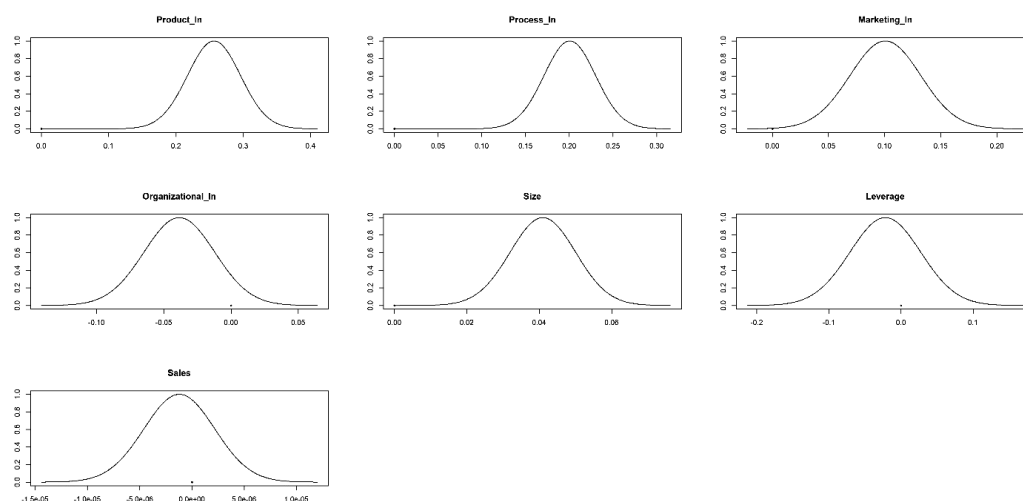 Product_In
Process_In
Marketing_In
0.0 0.2 0.4 0.6 0.8 1.0
0.0 0.1 0.2 0.3 0.4
0.0 0.2 0.4 0.6 0.8 1.0
0.00 0.05 0.10 0.15 0.20 0.25 0.30
0.0 0.2 0.4 0.6 0.8 1.0
0.00 0.05 0.10 0.15 0.20
Organizational_In
Size
Leverage
0.0 0.2 0.4 0.6 0.8 1.0
-0.10 -0.05 0.00 0.05
0.0 0.2 0.4 0.6 0.8 1.0
0.00 0.02 0.04 0.06
0.0 0.2 0.4 0.6 0.8 1.0
-0.2 -0.1 0.0 0.1
Sales
0.0 0.2 0.4 0.6 0.8 1.0
-1.5e-05 -1.0e-05 -5.0e-06 0.0e+00 5.0e-06 1.0e-05